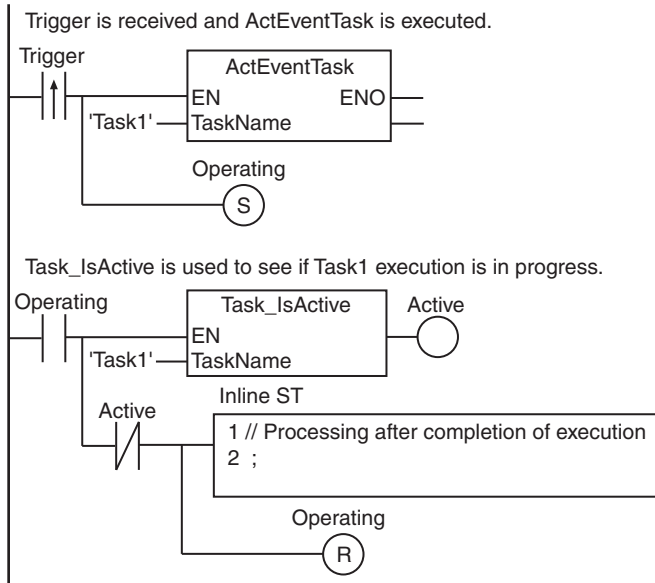 Trigger is received and ActEventTask is executed.
Trigger
ActEventTask
EN ENO
'Task1' TaskName
Operating
S
Task_IsActive is used to see if Task1 execution is in progress.
Operating
Task_IsActive
Active
EN
'Task1' TaskName
Inline ST
Active
1 // Processing after completion of execution
2 ;
Operating
R